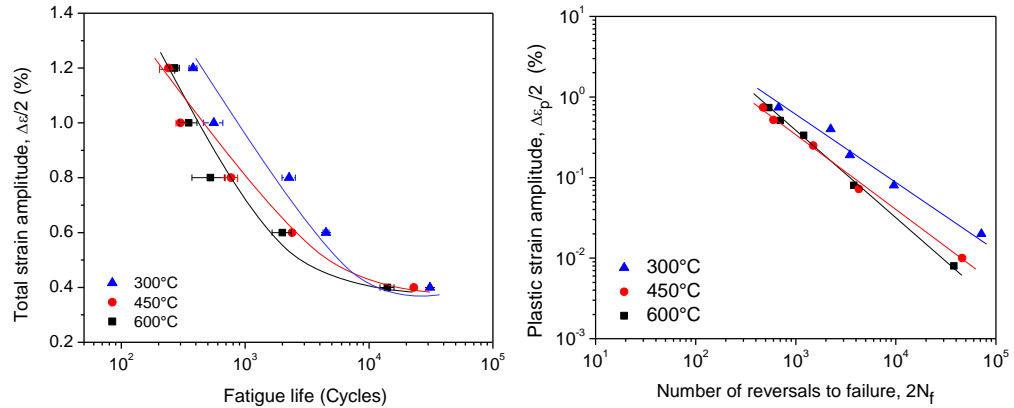 Total strain amplitude, Δε/2 (%)
1.4
1.2
1.0
0.8
0.6
0.4
0.2
300°C
450°C
600°C
10²
10³
10⁴
10⁵
Fatigue life (Cycles)
Plastic strain amplitude, Δεₚ/2 (%)
10¹
10⁰
10⁻¹
10⁻²
10⁻³
300°C
450°C
600°C
10¹
10²
10³
10⁴
10⁵
Number of reversals to failure, 2N_f